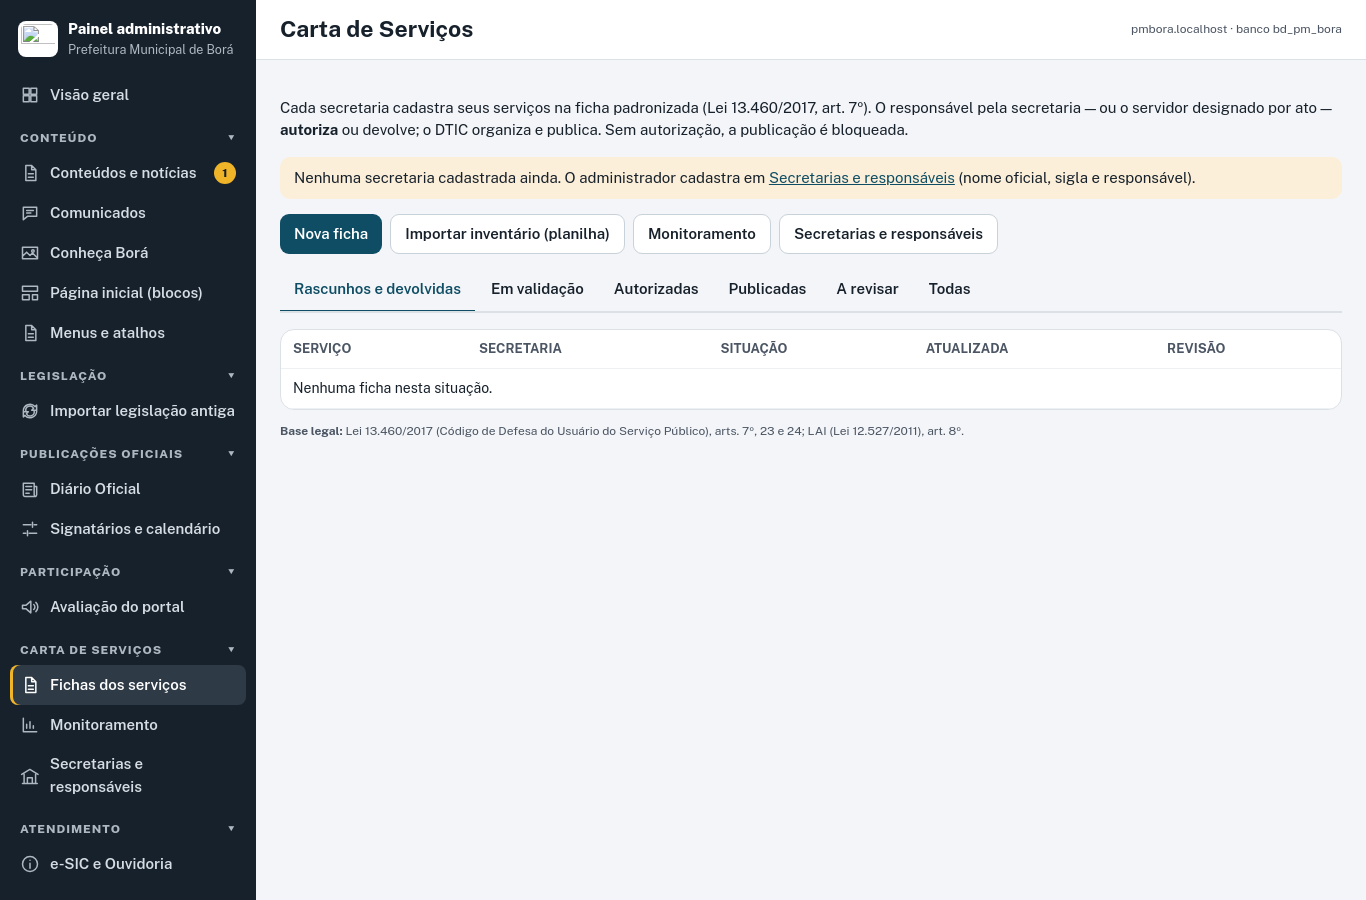 Painel administrativo
Prefeitura Municipal de Borá
Visão geral
CONTEÚDO ▼
Conteúdos e notícias 1
Comunicados
Conheça Borá
Página inicial (blocos)
Menus e atalhos
LEGISLAÇÃO ▼
Importar legislação antiga
PUBLICAÇÕES OFICIAIS ▼
Diário Oficial
Signatários e calendário
PARTICIPAÇÃO ▼
Avaliação do portal
CARTA DE SERVIÇOS ▼
Fichas dos serviços
Monitoramento
Secretarias e
responsáveis
ATENDIMENTO ▼
e-SIC e Ouvidoria
Carta de Serviços
pmbora.localhost · banco bd_pm_bora
Cada secretaria cadastra seus serviços na ficha padronizada (Lei 13.460/2017, art. 7º). O responsável pela secretaria — ou o servidor designado por ato —
autoriza ou devolve; o DTIC organiza e publica. Sem autorização, a publicação é bloqueada.
Nenhuma secretaria cadastrada ainda. O administrador cadastra em Secretarias e responsáveis (nome oficial, sigla e responsável).
Nova ficha Importar inventário (planilha) Monitoramento Secretarias e responsáveis
Rascunhos e devolvidas Em validação Autorizadas Publicadas A revisar Todas
SERVIÇO SECRETARIA SITUAÇÃO ATUALIZADA REVISÃO
Nenhuma ficha nesta situação.
Base legal: Lei 13.460/2017 (Código de Defesa do Usuário do Serviço Público), arts. 7º, 23 e 24; LAI (Lei 12.527/2011), art. 8º.